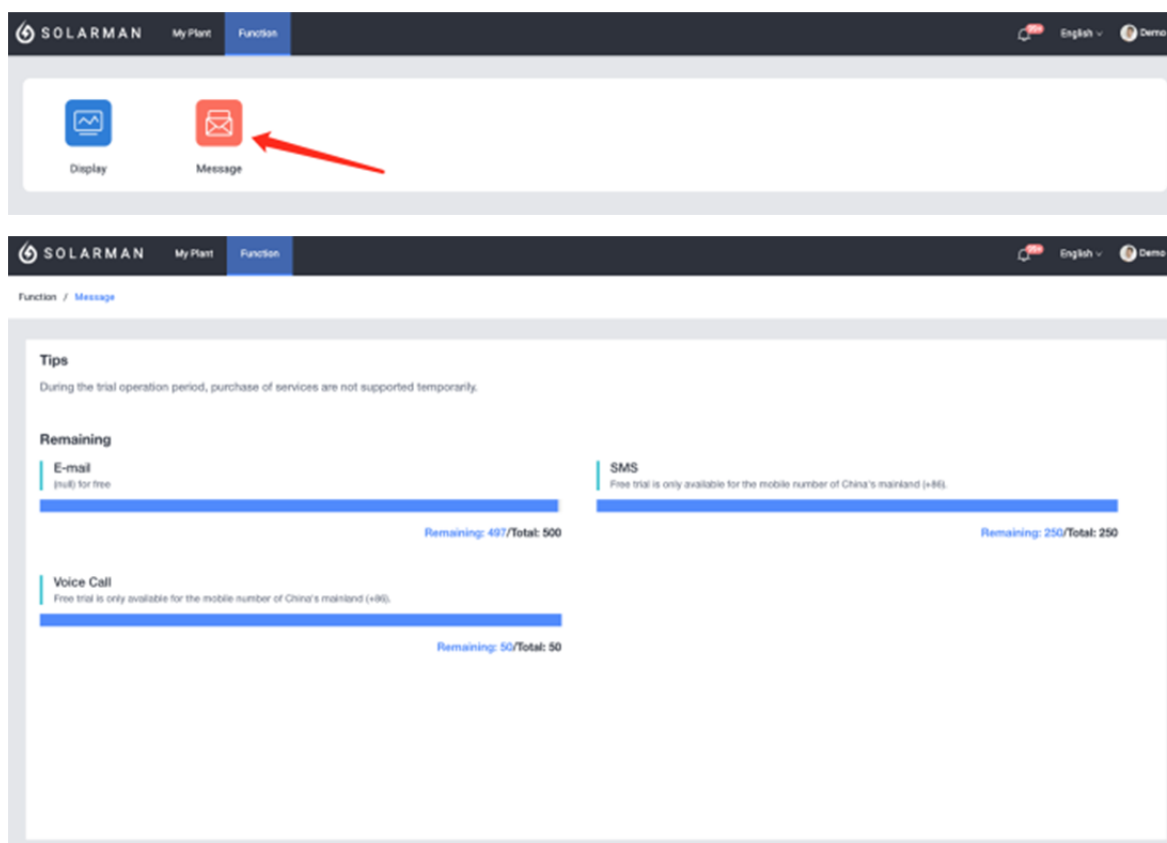 SOLARMAN My Plant Function 99+ English Demo
Display Message
SOLARMAN My Plant Function 99+ English Demo
Function / Message
Tips
During the trial operation period, purchase of services are not supported temporarily.
Remaining
E-mail
(null) for free
Remaining: 497/Total: 500
SMS
Free trial is only available for the mobile number of China's mainland (+86).
Remaining: 250/Total: 250
Voice Call
Free trial is only available for the mobile number of China's mainland (+86).
Remaining: 50/Total: 50